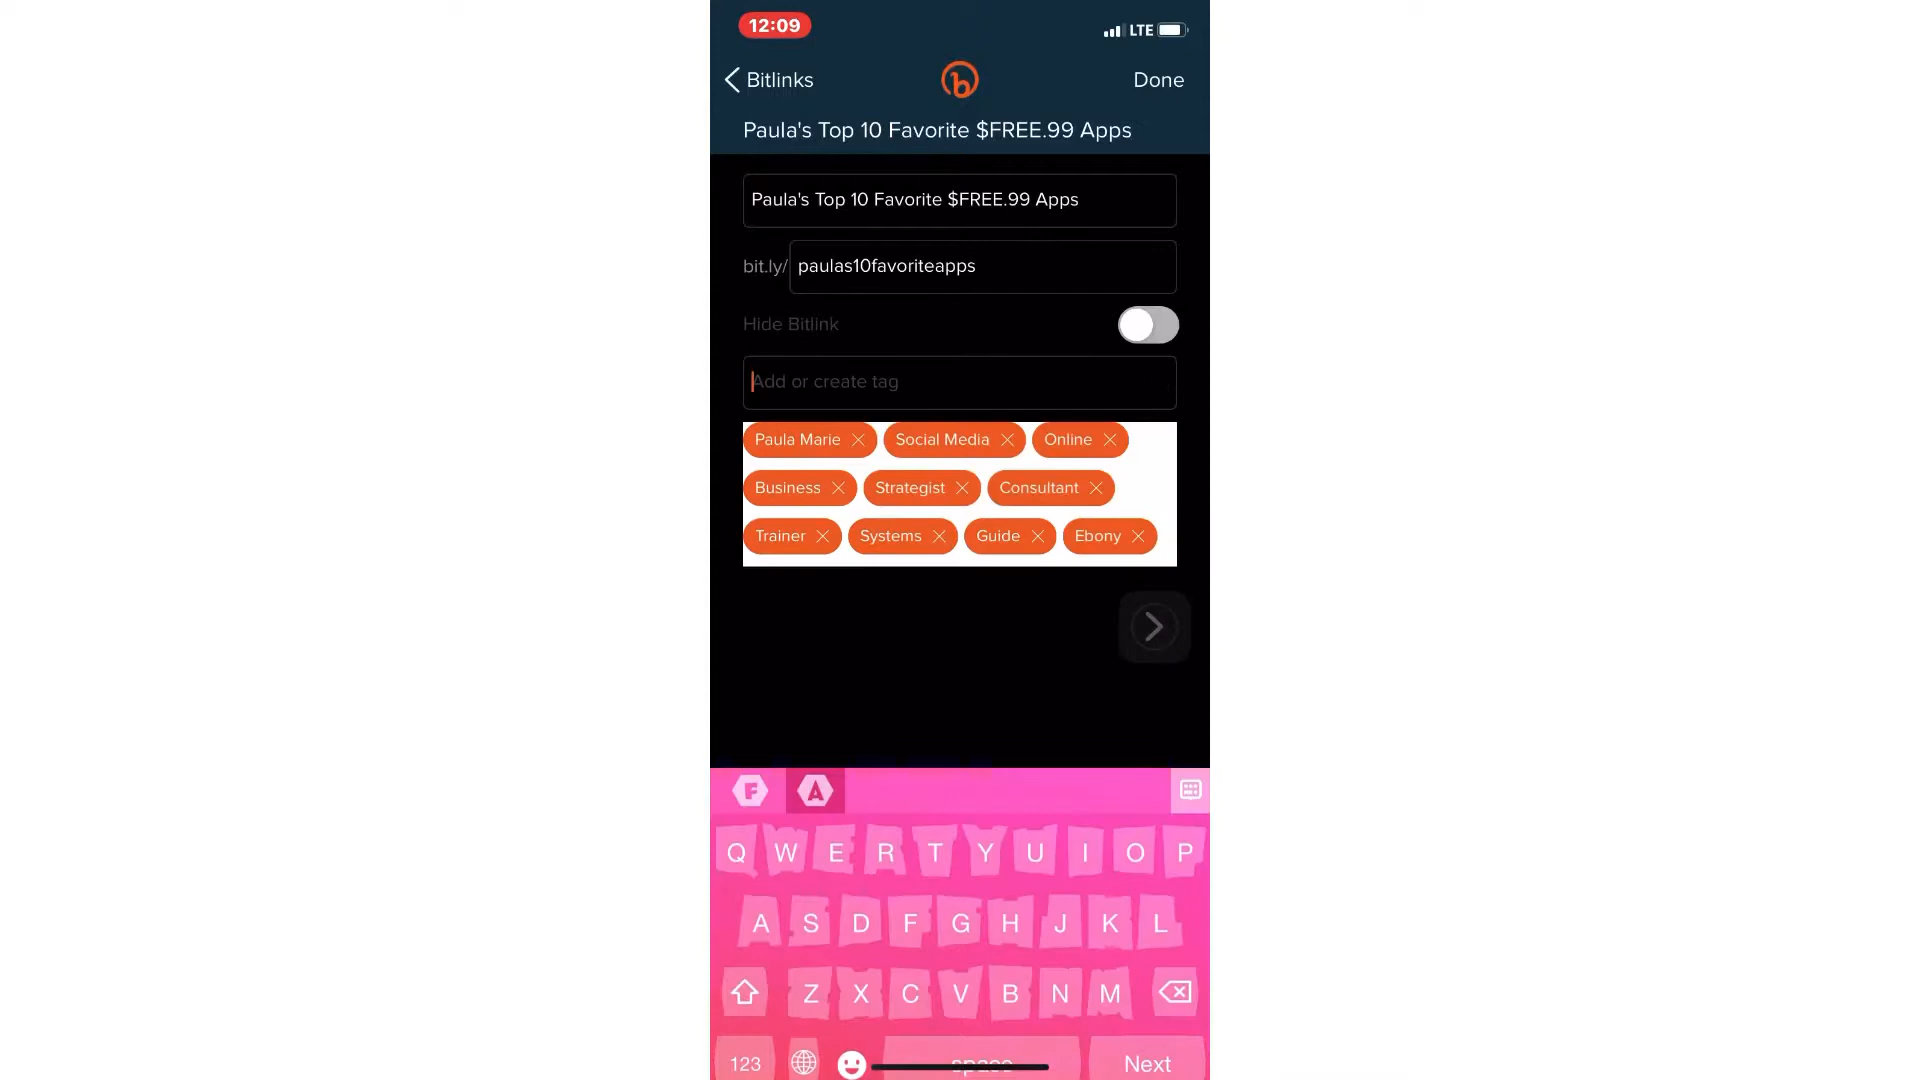 12:09 LTE
Bitlinks b Done
Paula's Top 10 Favorite $FREE.99 Apps
Paula's Top 10 Favorite $FREE.99 Apps
bit.ly/ paulas10favoriteapps
Hide Bitlink
Add or create tag
Paula Marie Social Media Online
Business Strategist Consultant
Trainer Systems Guide Ebony
F A
Q W E R T Y U I O P
A S D F G H J K L
Z X C V B N M
123 space Next